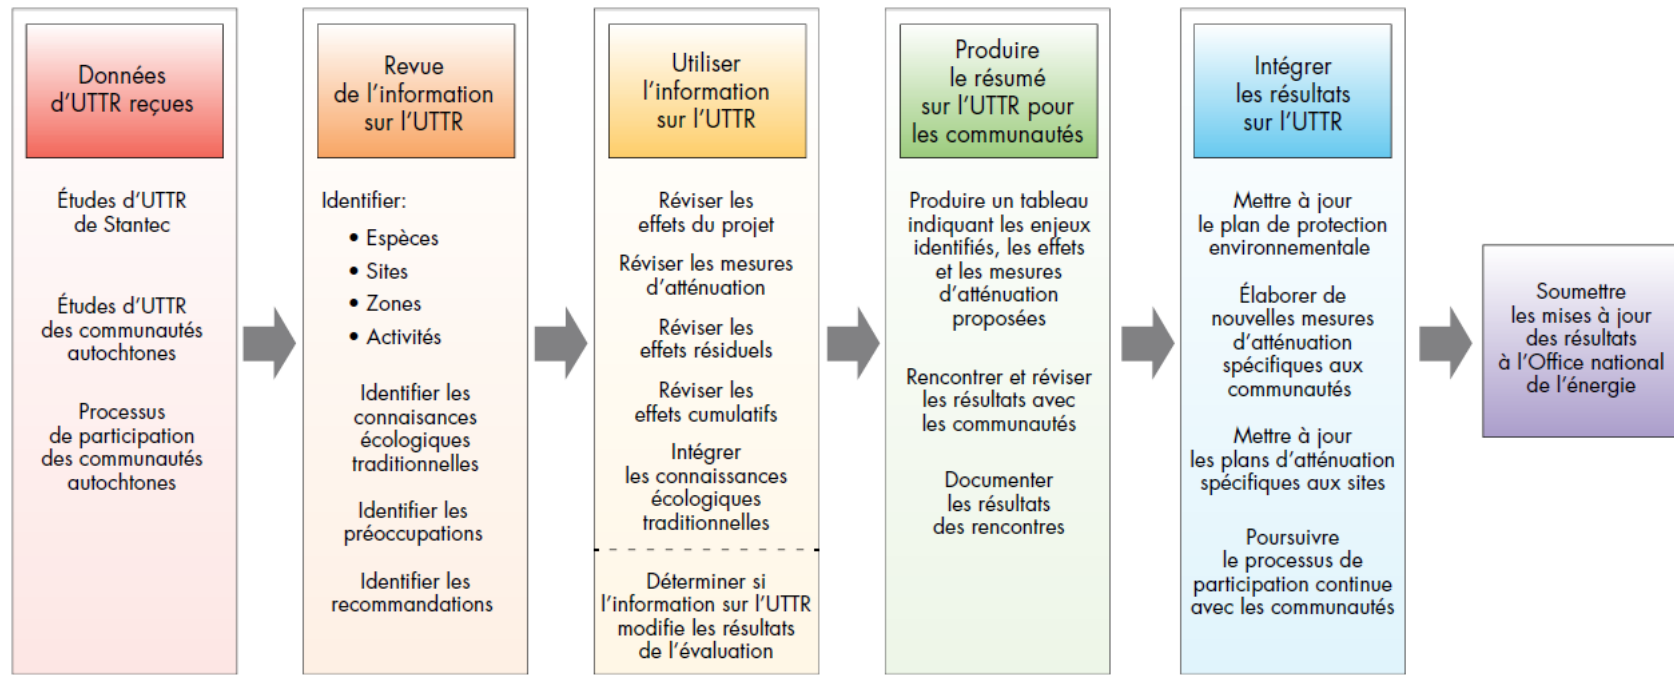 Données
d'UTTR reçues
Études d'UTTR
de Stantec
Études d'UTTR
des communautés
autochtones
Processus
de participation
des communautés
autochtones
Revue
de l'information
sur l'UTTR
Identifier:
• Espèces
• Sites
• Zones
• Activités
Identifier les
connaisances
écologiques
traditionnelles
Identifier les
préoccupations
Identifier les
recommandations
Utiliser
l'information
sur l'UTTR
Réviser les
effets du projet
Réviser les mesures
d'atténuation
Réviser les
effets résiduels
Réviser les
effets cumulatifs
Intégrer
les connaissances
écologiques
traditionnelles
Déterminer si
l'information sur l'UTTR
modifie les résultats
de l'évaluation
Produire
le résumé
sur l'UTTR pour
les communautés
Produire un tableau
indiquant les enjeux
identifiés, les effets
et les mesures
d'atténuation
proposées
Rencontrer et réviser
les résultats avec
les communautés
Documenter
les résultats
des rencontres
Intégrer
les résultats
sur l'UTTR
Mettre à jour
le plan de protection
environnementale
Élaborer de
nouvelles mesures
d'atténuation
spécifiques aux
communautés
Mettre à jour
les plans d'atténuation
spécifiques aux sites
Poursuivre
le processus de
participation continue
avec les communautés
Soumettre
les mises à jour
des résultats
à l'Office national
de l'énergie